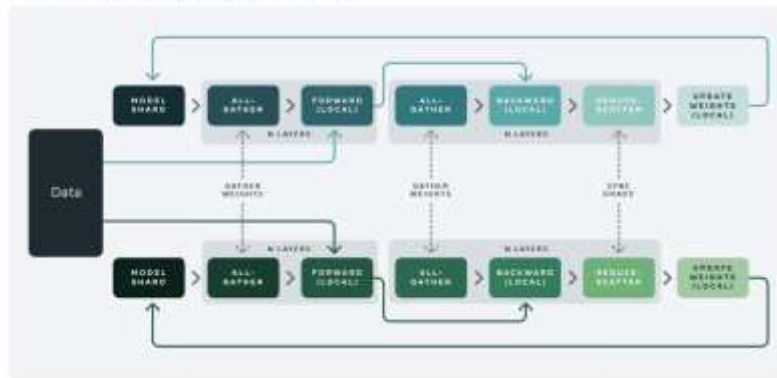 MODEL
SHARD
ALL-
GATHER
FORWARD
(LOCAL)
N LAYERS
ALL-
GATHER
BACKWARD
(LOCAL)
REDUCE-
SCATTER
N LAYERS
UPDATE
WEIGHTS
(LOCAL)
Data
GATHER
WEIGHTS
GATHER
WEIGHTS
SYNC
GRADS
MODEL
SHARD
N LAYERS
ALL-
GATHER
FORWARD
(LOCAL)
N LAYERS
ALL-
GATHER
BACKWARD
(LOCAL)
REDUCE-
SCATTER
UPDATE
WEIGHTS
(LOCAL)